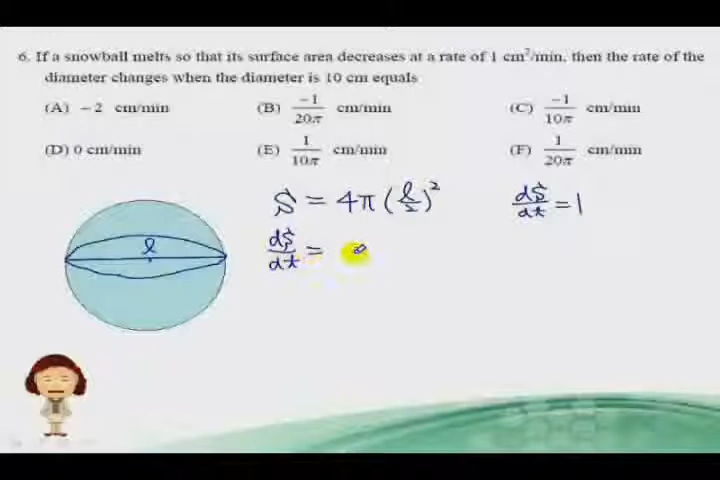 6. If a snowball melts so that its surface area decreases at a rate of 1 cm²/min, then the rate of the
diameter changes when the diameter is 10 cm equals
(A) −2 cm/min (B) -1/20π cm/min (C) -1/10π cm/min
(D) 0 cm/min (E) 1/10π cm/min (F) 1/20π cm/min
S = 4π(l/2)² dS/dt = 1
dS/dt =
l